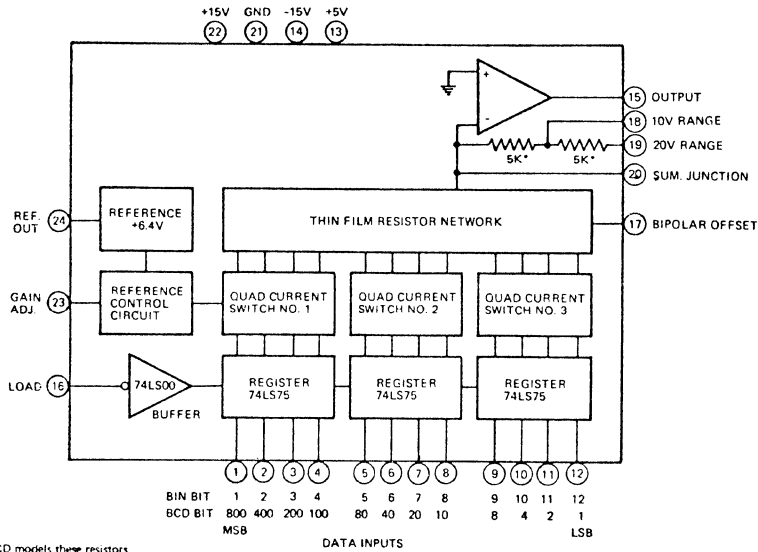 +15V GND -15V +5V
22 21 14 13
+
-
15 OUTPUT
18 10V RANGE
19 20V RANGE
5K* 5K*
20 SUM. JUNCTION
REF. OUT 24
REFERENCE
+6.4V
THIN FILM RESISTOR NETWORK
17 BIPOLAR OFFSET
GAIN ADJ. 23
REFERENCE
CONTROL
CIRCUIT
QUAD CURRENT
SWITCH NO. 1
QUAD CURRENT
SWITCH NO. 2
QUAD CURRENT
SWITCH NO. 3
LOAD 16
74LS00
BUFFER
REGISTER
74LS75
REGISTER
74LS75
REGISTER
74LS75
1 2 3 4 5 6 7 8 9 10 11 12
BIN BIT 1 2 3 4 5 6 7 8 9 10 11 12
BCD BIT 800 400 200 100 80 40 20 10 8 4 2 1
MSB LSB
DATA INPUTS
CD models these resistors